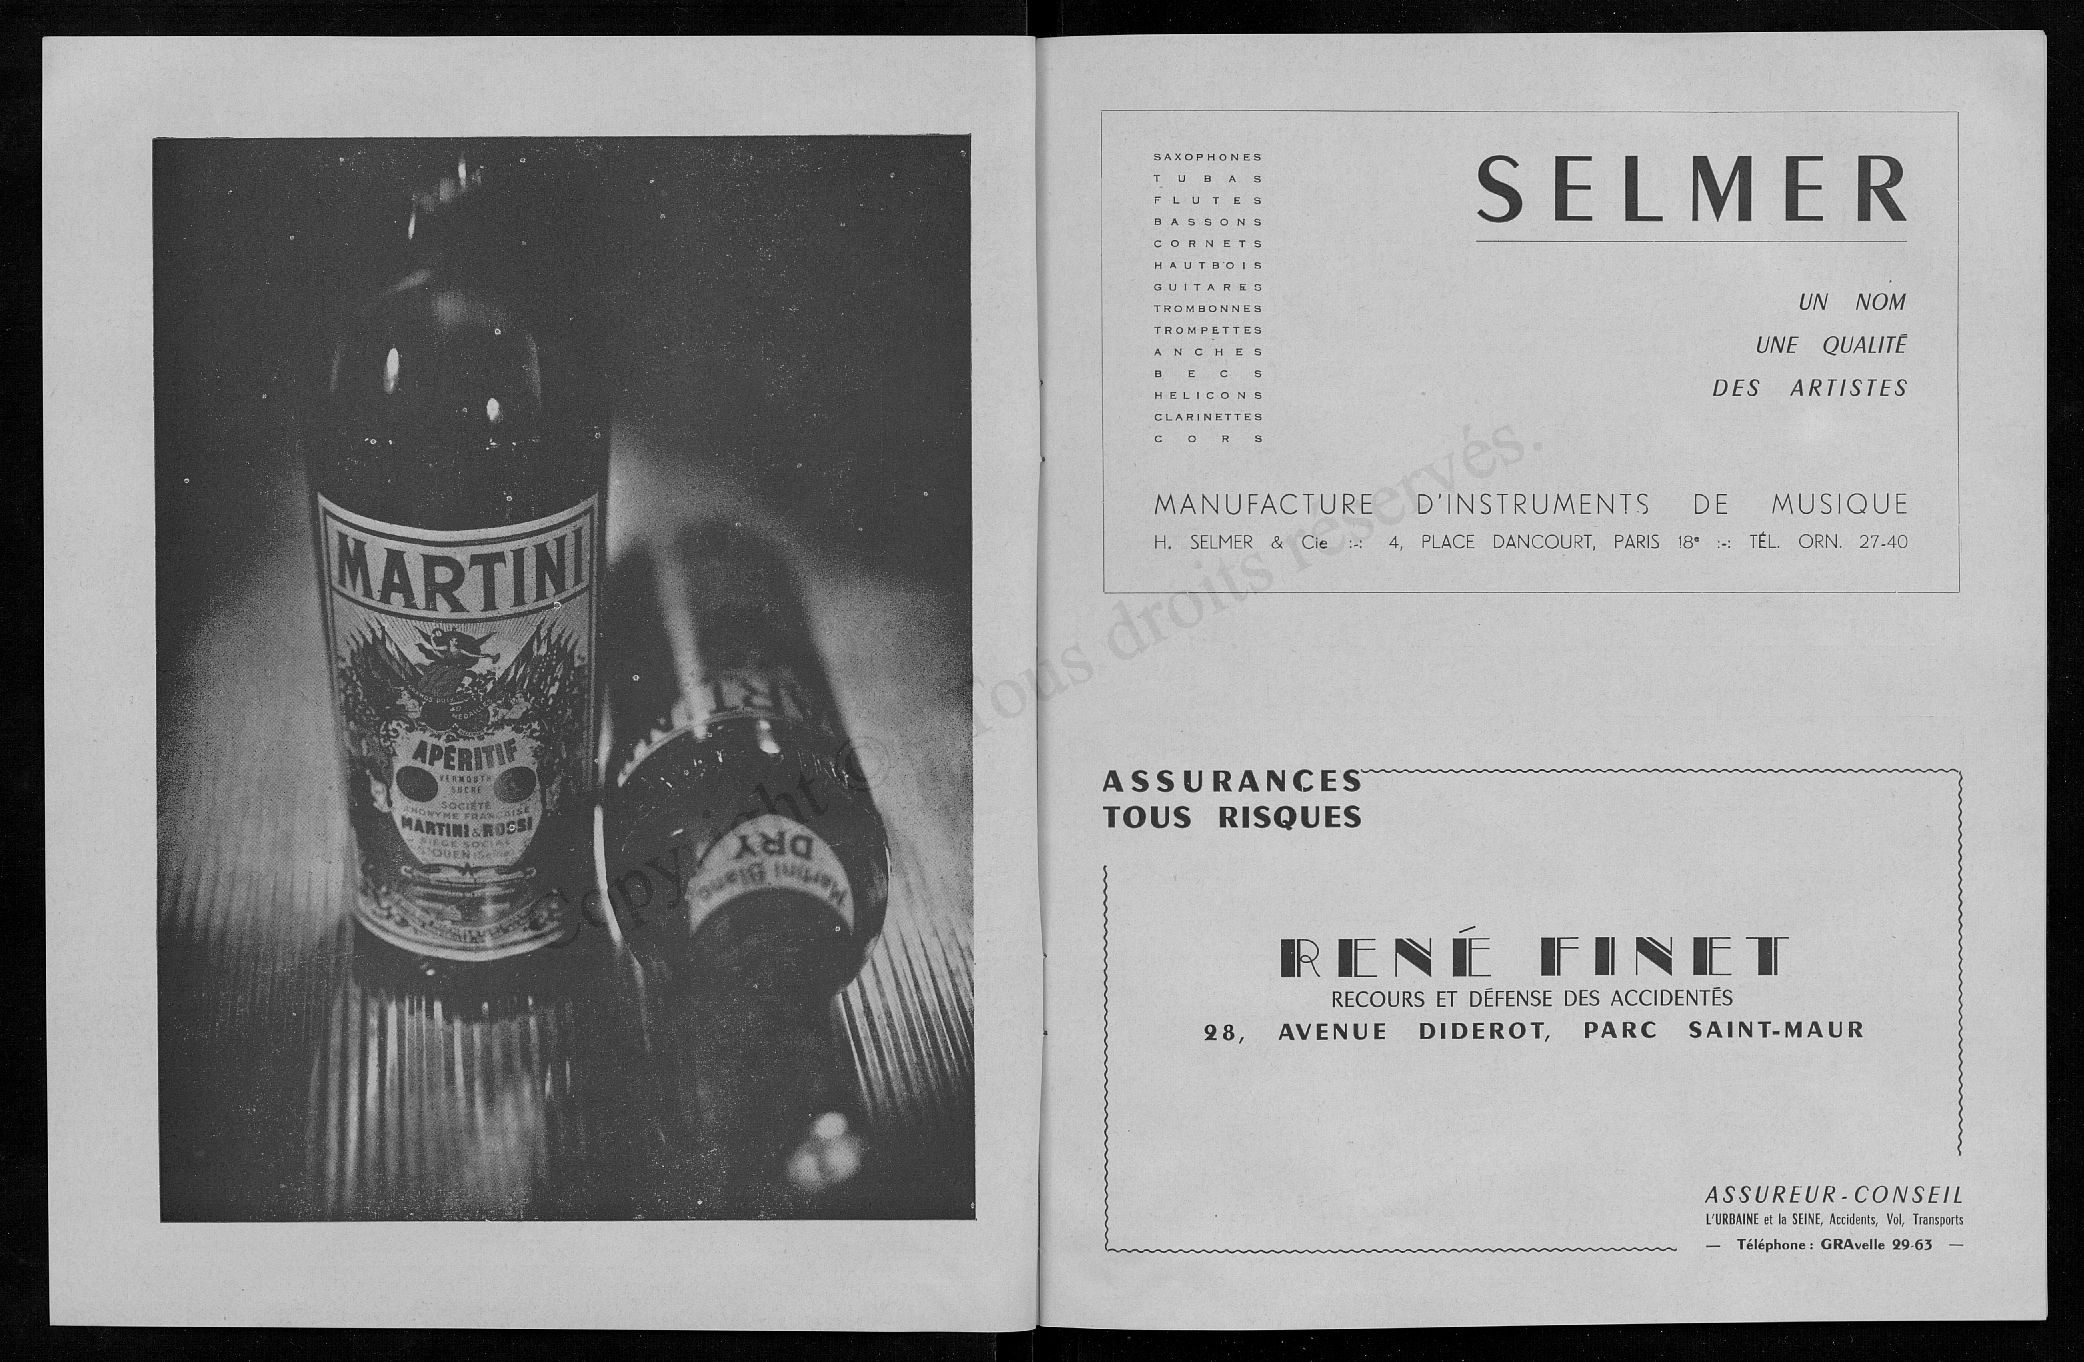 MARTINI
APÉRITIF
VERMOUTH
SUCRÉ
SOCIÉTÉ
ANONYME FRANÇAISE
MARTINI & ROSSI
SIÈGE SOCIAL
DRY
Martini Blanc
SAXOPHONES
TUBAS
FLUTES
BASSONS
CORNETS
HAUTBOIS
GUITARES
TROMBONNES
TROMPETTES
ANCHES
BECS
HELICONS
CLARINETTES
CORS
SELMER
UN NOM
UNE QUALITÉ
DES ARTISTES
MANUFACTURE D'INSTRUMENTS DE MUSIQUE
H. SELMER & Cie :-: 4, PLACE DANCOURT, PARIS 18e :-: TÉL. ORN. 27-40
ASSURANCES
TOUS RISQUES
RENÉ FINET
RECOURS ET DÉFENSE DES ACCIDENTÉS
28, AVENUE DIDEROT, PARC SAINT-MAUR
ASSUREUR-CONSEIL
L'URBAINE et la SEINE, Accidents, Vol, Transports
— Téléphone : GRAvelle 29-63 —
Copyright © Tous droits réservés.